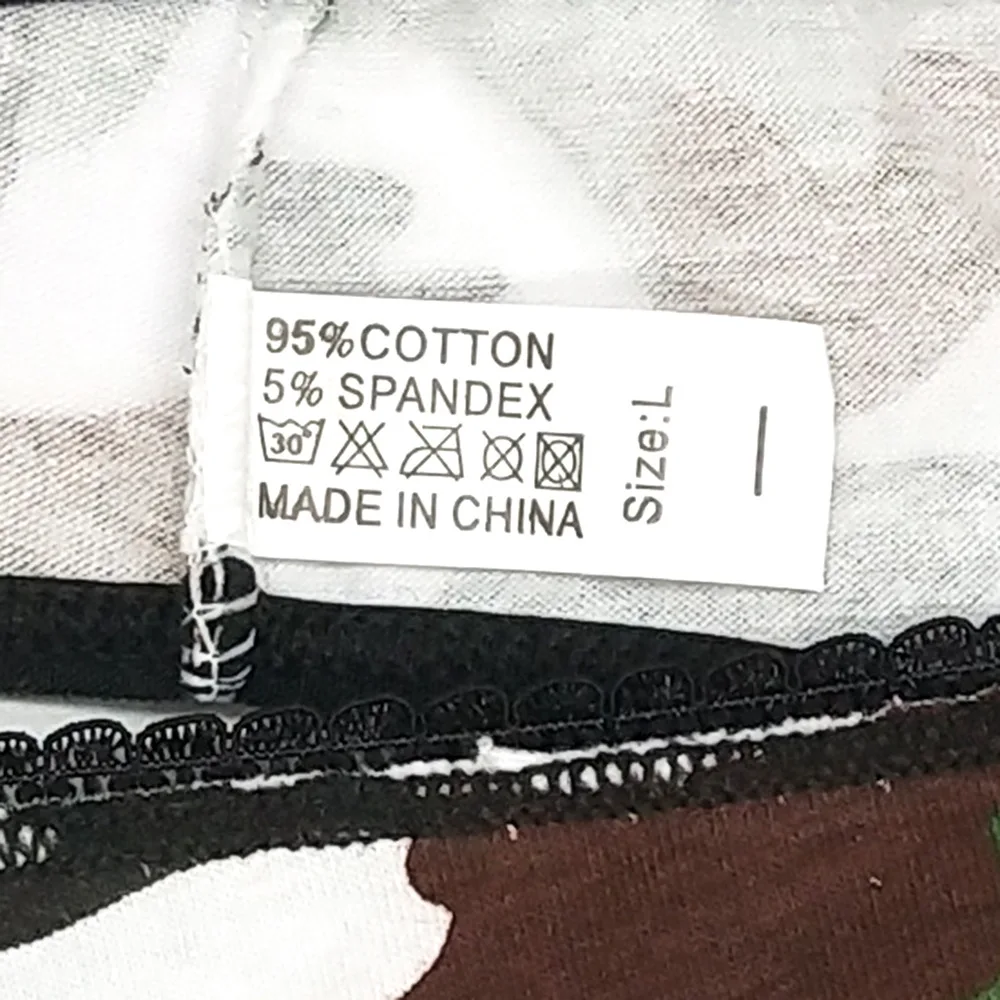 95%COTTON
5% SPANDEX
30°
MADE IN CHINA
Size:L